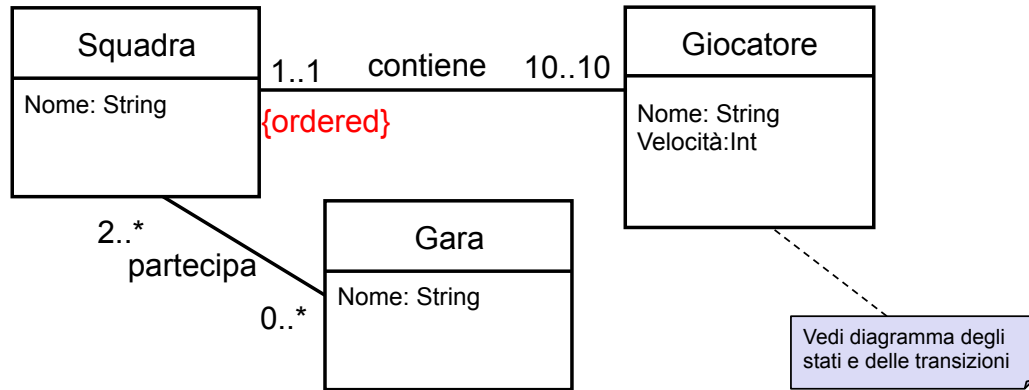 Squadra
Nome: String
1..1
contiene
10..10
{ordered}
Giocatore
Nome: String
Velocità:Int
2..*
partecipa
0..*
Gara
Nome: String
Vedi diagramma degli
stati e delle transizioni